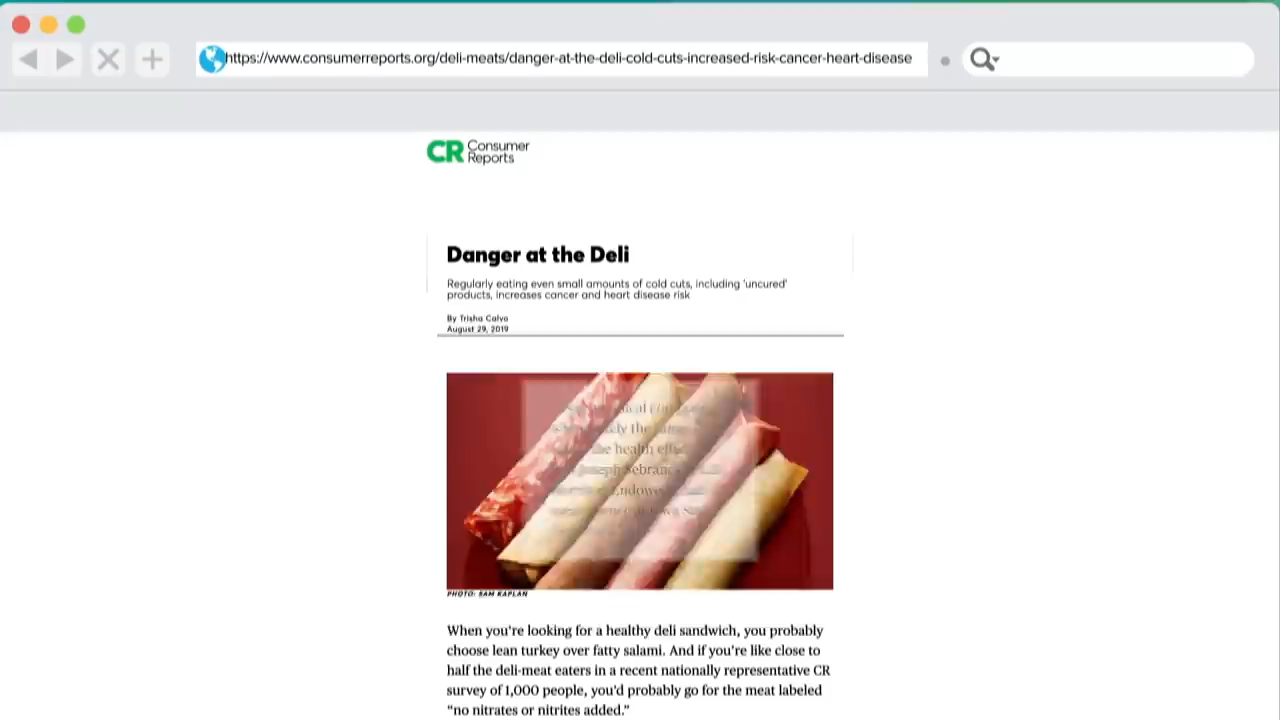 https://www.consumerreports.org/deli-meats/danger-at-the-deli-cold-cuts-increased-risk-cancer-heart-disease
CR Consumer
Reports
Danger at the Deli
Regularly eating even small amounts of cold cuts, including 'uncured'
products, increases cancer and heart disease risk
By Trisha Calvo
August 29, 2019
the
health
Joseph Sebran
Endow
PHOTO: SAM KAPLAN
When you're looking for a healthy deli sandwich, you probably
choose lean turkey over fatty salami. And if you're like close to
half the deli-meat eaters in a recent nationally representative CR
survey of 1,000 people, you'd probably go for the meat labeled
“no nitrates or nitrites added.”